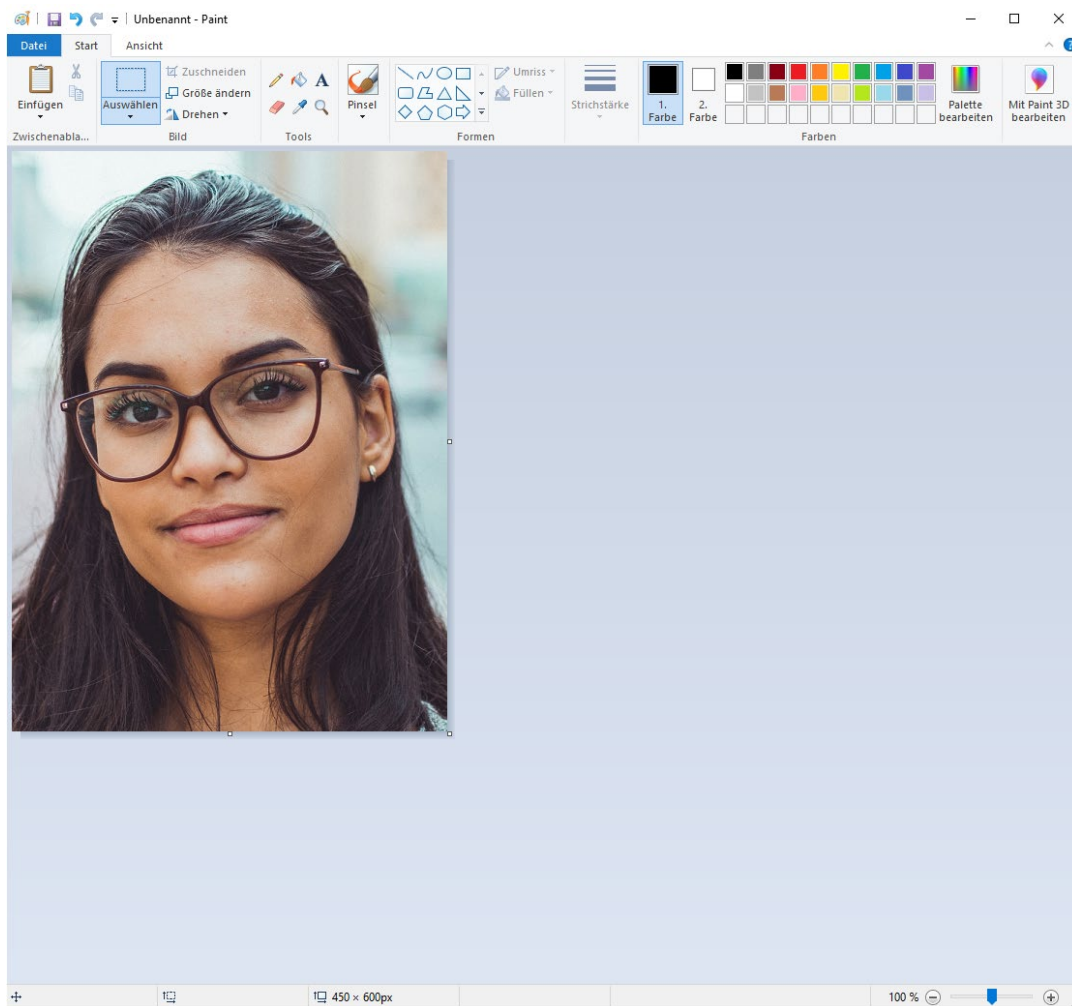 Unbenannt - Paint
Datei Start Ansicht
Einfügen
Auswählen
Zuschneiden
Größe ändern
Drehen
Pinsel
Umriss
Füllen
Strichstärke
1. Farbe
2. Farbe
Palette bearbeiten
Mit Paint 3D bearbeiten
Zwischenabla... Bild Tools Formen Farben
450 × 600px 100 %